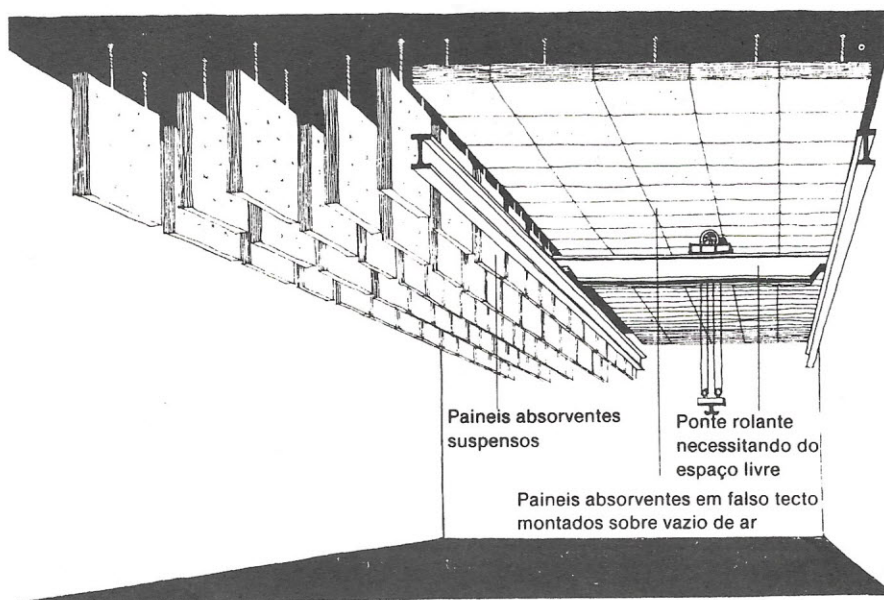 Paineis absorventes
suspensos
Ponte rolante
necessitando do
espaço livre
Paineis absorventes em falso tecto
montados sobre vazio de ar